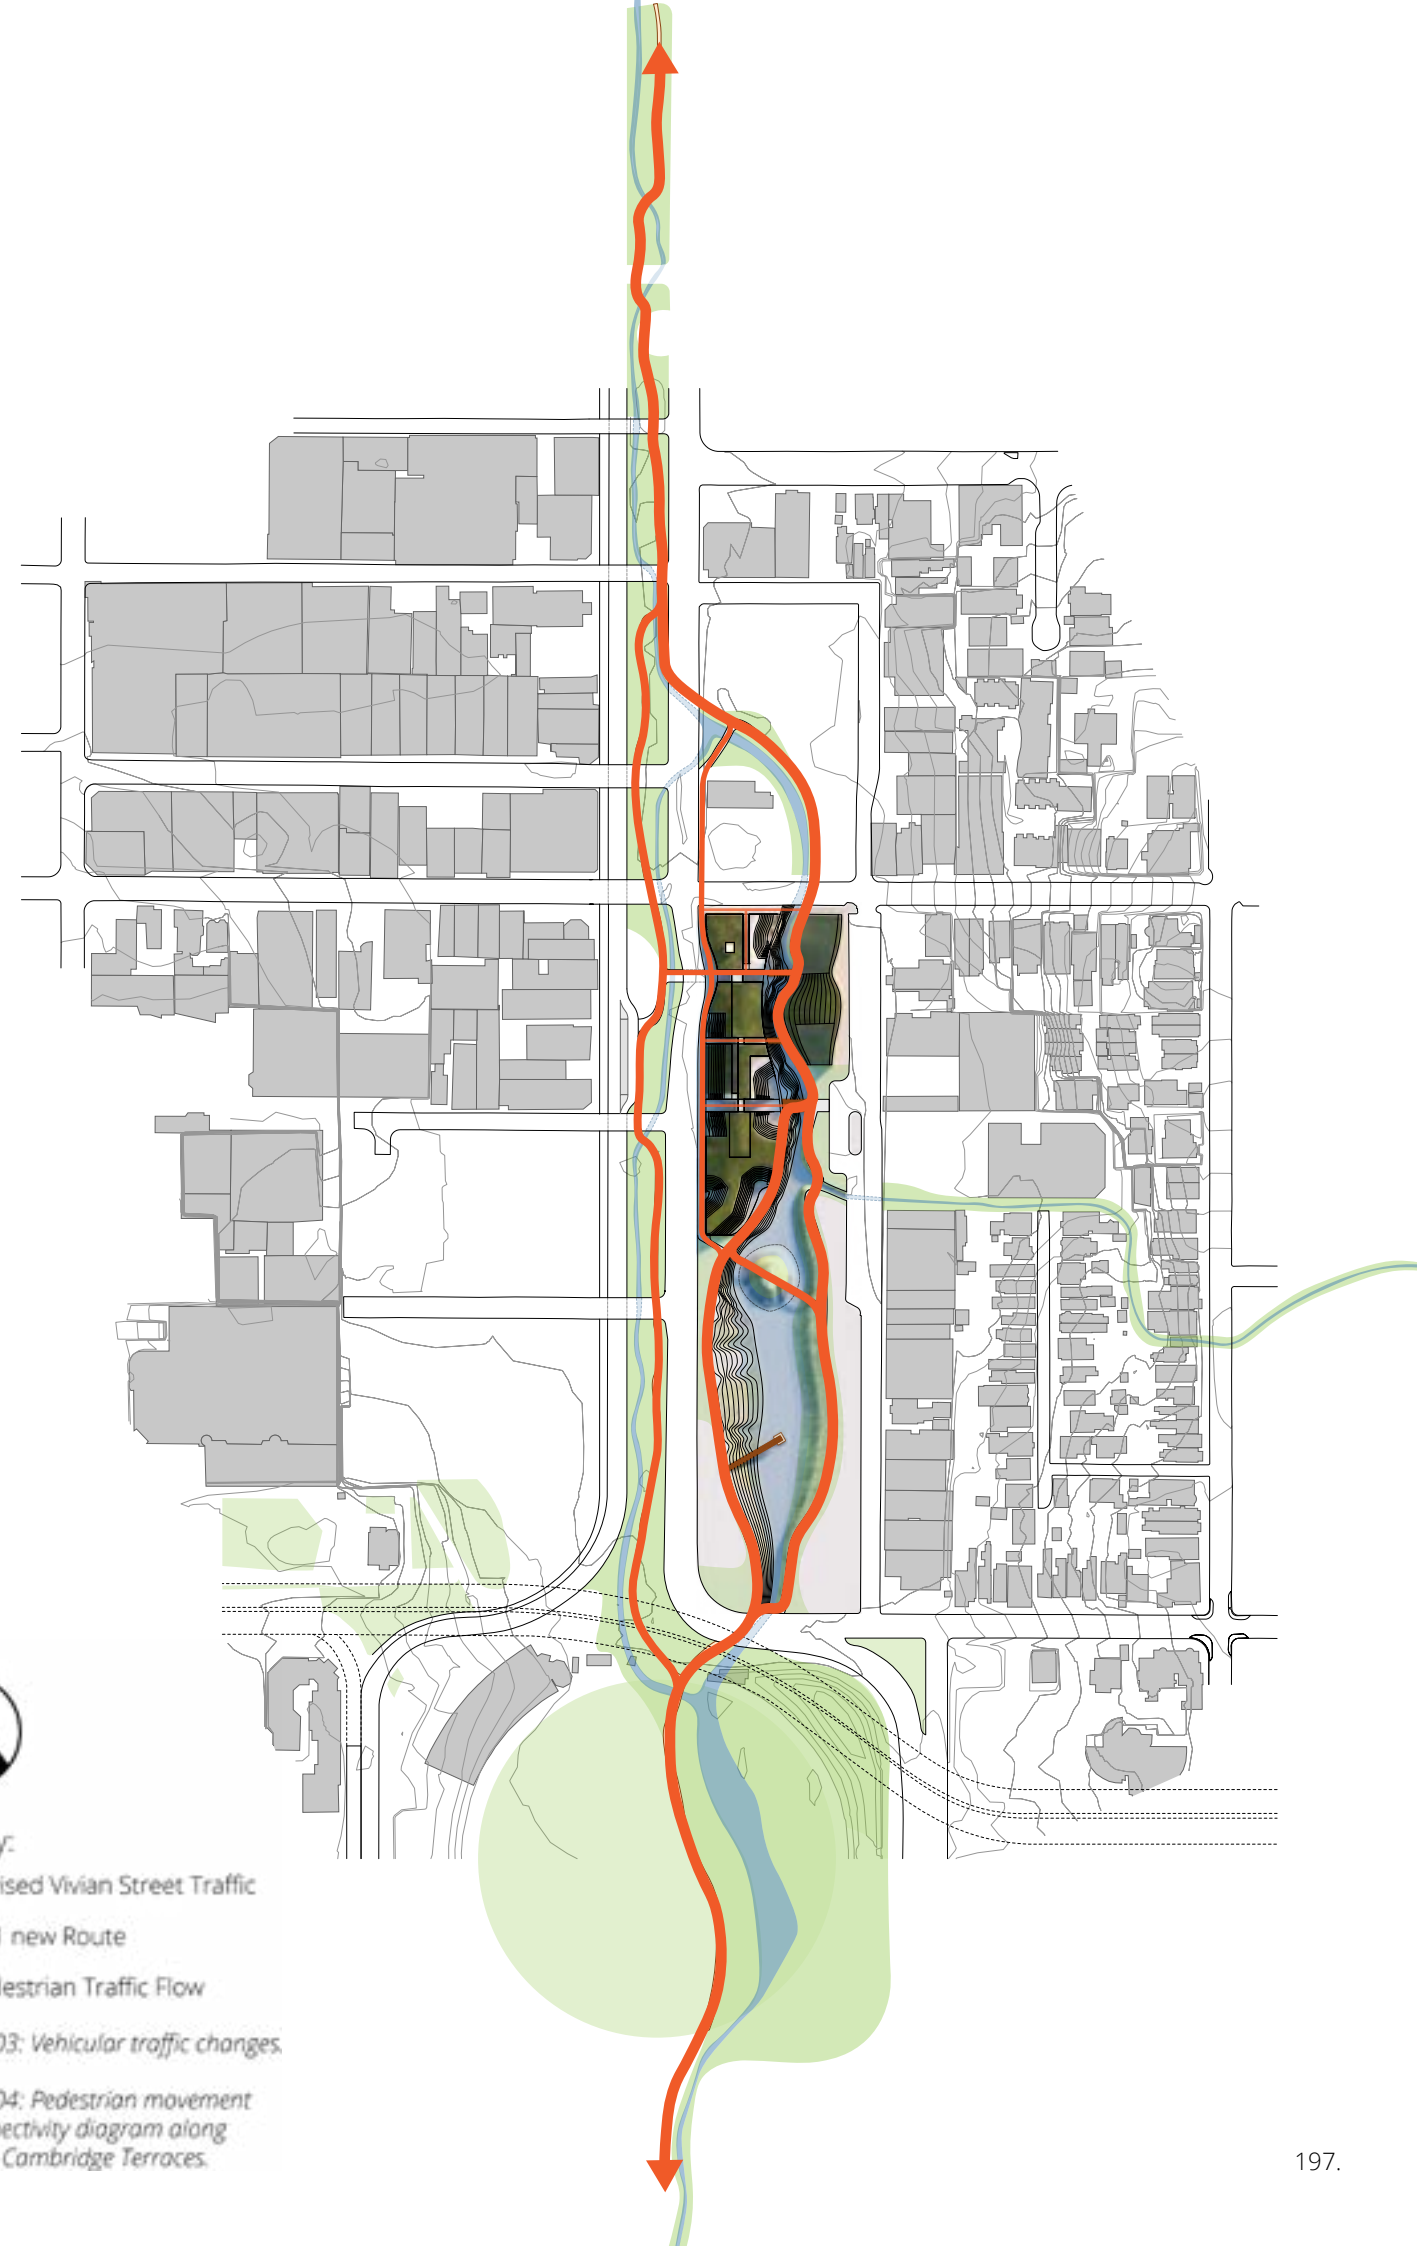 y:
ised Vivian Street Traffic
new Route
lestrian Traffic Flow
03: Vehicular traffic changes.
04: Pedestrian movement
ectivity diagram along
Cambridge Terraces.
197.